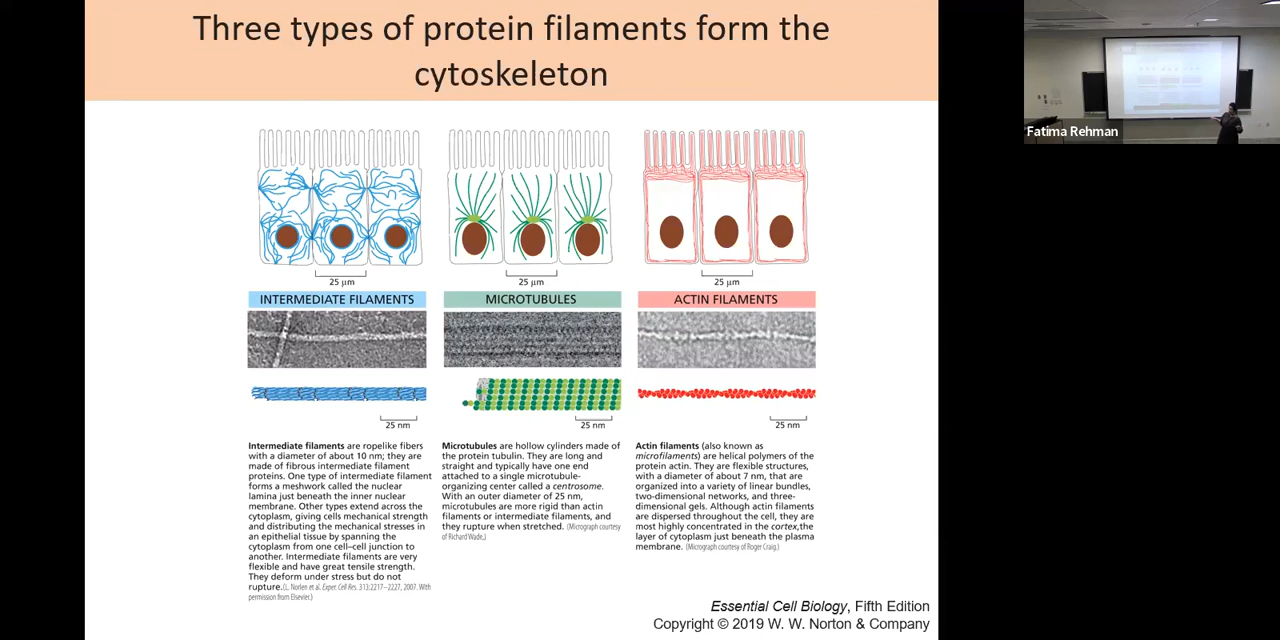 Three types of protein filaments form the
cytoskeleton
Fatima Rehman
25 μm
25 μm
25 μm
INTERMEDIATE FILAMENTS
MICROTUBULES
ACTIN FILAMENTS
25 nm
25 nm
25 nm
Intermediate filaments are ropelike fibers
with a diameter of about 10 nm; they are
made of fibrous intermediate filament
proteins. One type of intermediate filament
forms a meshwork called the nuclear
lamina just beneath the inner nuclear
membrane. Other types extend across the
cytoplasm, giving cells mechanical strength
and distributing the mechanical stresses in
an epithelial tissue by spanning the
cytoplasm from one cell–cell junction to
another. Intermediate filaments are very
flexible and have great tensile strength.
They deform under stress but do not
rupture. (L. Norlen et al. Exper. Cell Res. 313:2217–2227, 2007. With
permission from Elsevier.)
Microtubules are hollow cylinders made of
the protein tubulin. They are long and
straight and typically have one end
attached to a single microtubule-
organizing center called a centrosome.
With an outer diameter of 25 nm,
microtubules are more rigid than actin
filaments or intermediate filaments, and
they rupture when stretched. (Micrograph courtesy
of Richard Wade.)
Actin filaments (also known as
microfilaments) are helical polymers of the
protein actin. They are flexible structures,
with a diameter of about 7 nm, that are
organized into a variety of linear bundles,
two-dimensional networks, and three-
dimensional gels. Although actin filaments
are dispersed throughout the cell, they are
most highly concentrated in the cortex, the
layer of cytoplasm just beneath the plasma
membrane. (Micrograph courtesy of Roger Craig.)
Essential Cell Biology, Fifth Edition
Copyright © 2019 W. W. Norton & Company